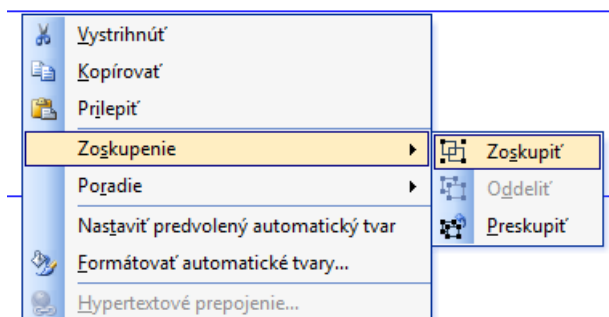 Vystrihnúť
Kopírovať
Prilepiť
Zoskupenie
Zoskupiť
Poradie
Oddeliť
Nastaviť predvolený automatický tvar
Preskupiť
Formátovať automatické tvary...
Hypertextové prepojenie...